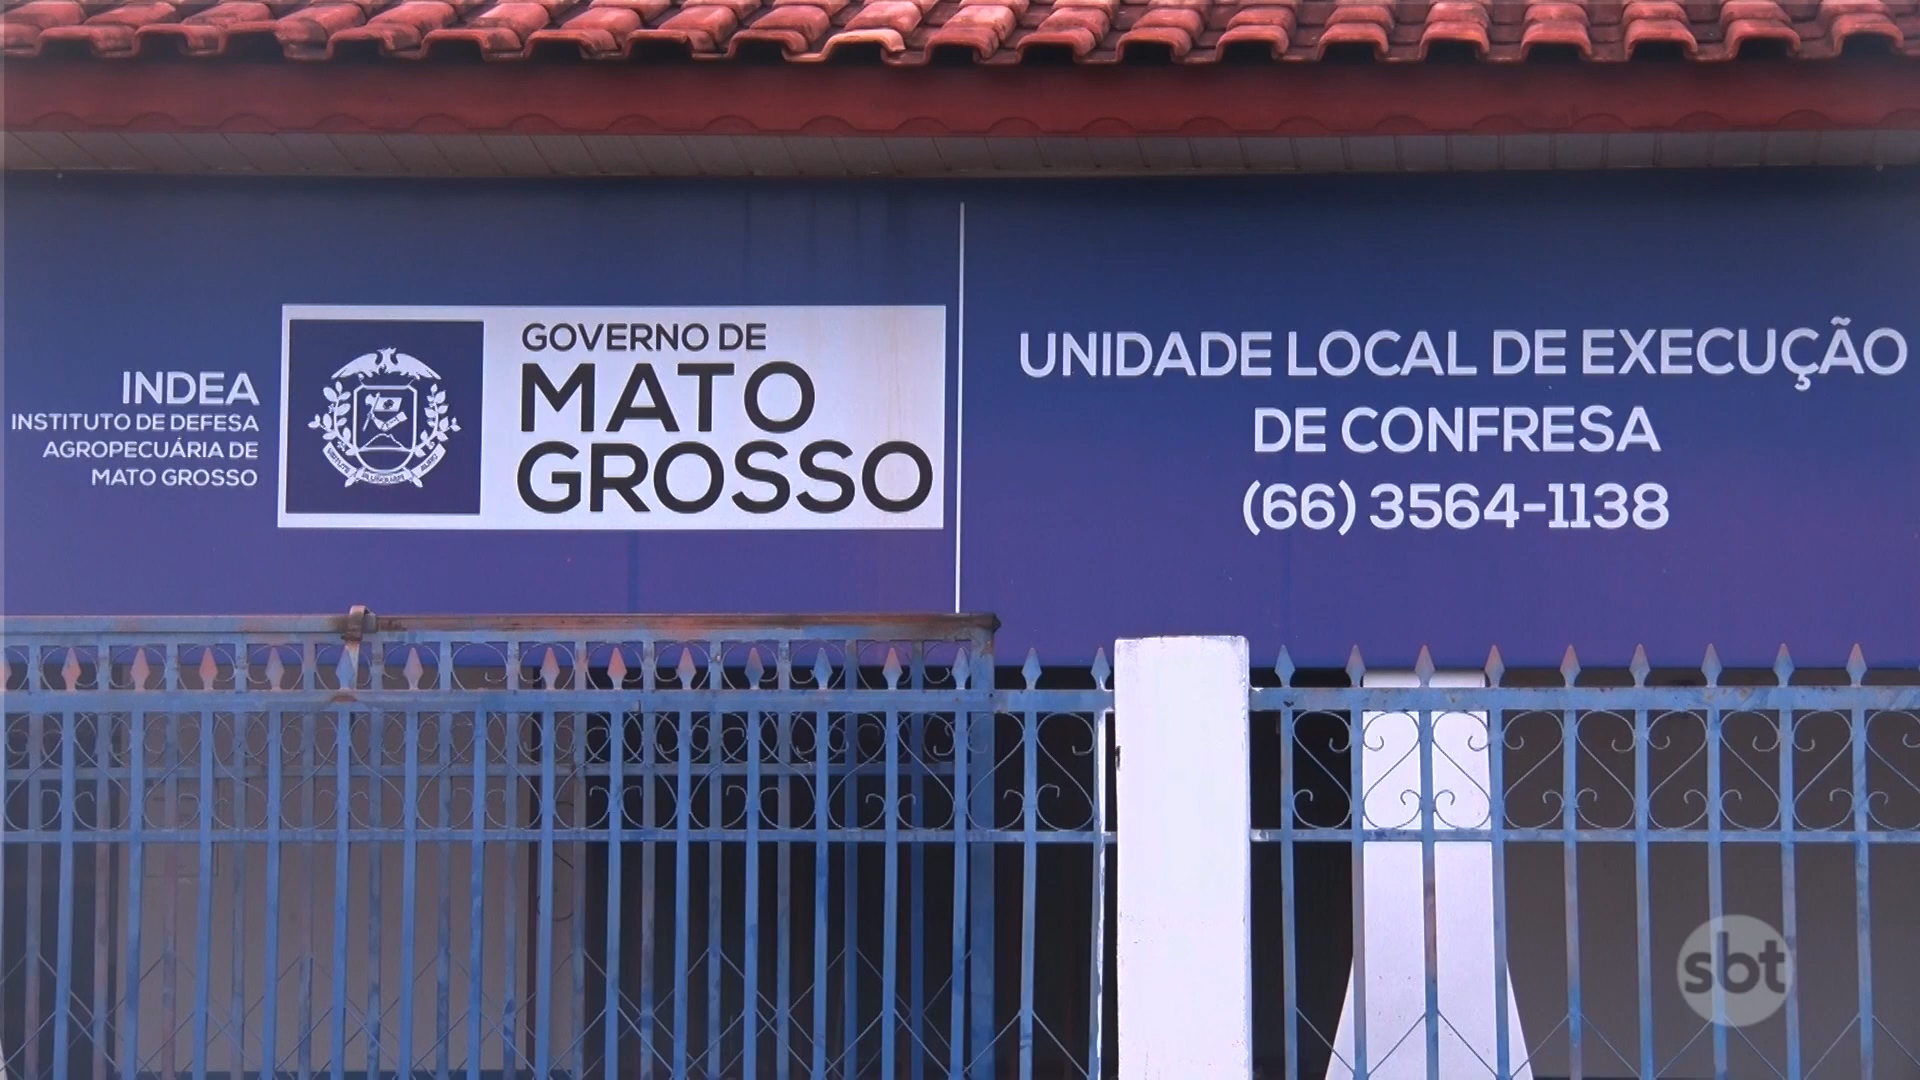 INDEA
INSTITUTO DE DEFESA
AGROPECUÁRIA DE
MATO GROSSO
GOVERNO DE
MATO
GROSSO
UNIDADE LOCAL DE EXECUÇÃO
DE CONFRESA
(66) 3564-1138
sbt